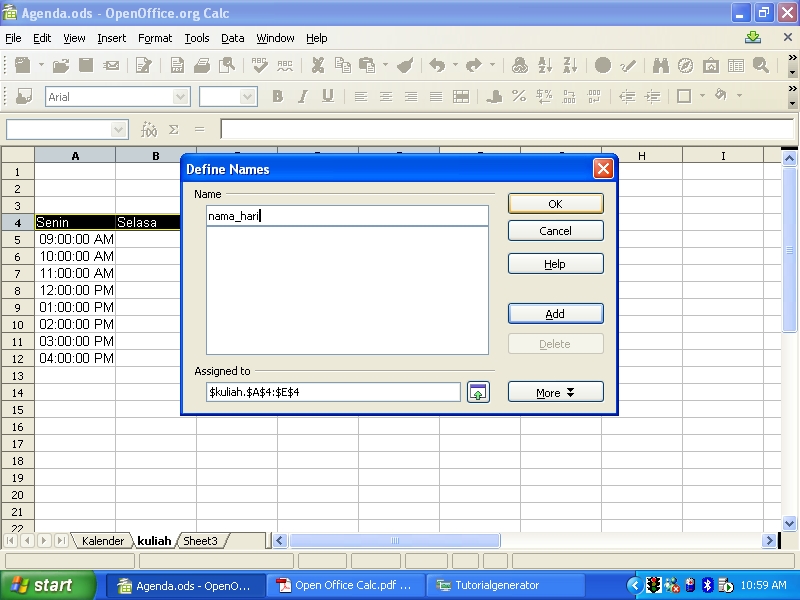 Agenda.ods - OpenOffice.org Calc
File Edit View Insert Format Tools Data Window Help
Arial
A B H I
1
2
3
4 Senin Selasa
5 09:00:00 AM
6 10:00:00 AM
7 11:00:00 AM
8 12:00:00 AM
9 01:00:00 PM
10 02:00:00 PM
11 03:00:00 PM
12 04:00:00 PM
13
14
15
16
17
18
19
20
21
22
Define Names
Name
nama_hari
OK
Cancel
Help
Add
Delete
Assigned to
$kuliah.$A$4:$E$4
More
Kalender kuliah Sheet3
start Agenda.ods - OpenO... Open Office Calc.pdf ... Tutorialgenerator 10:59 AM